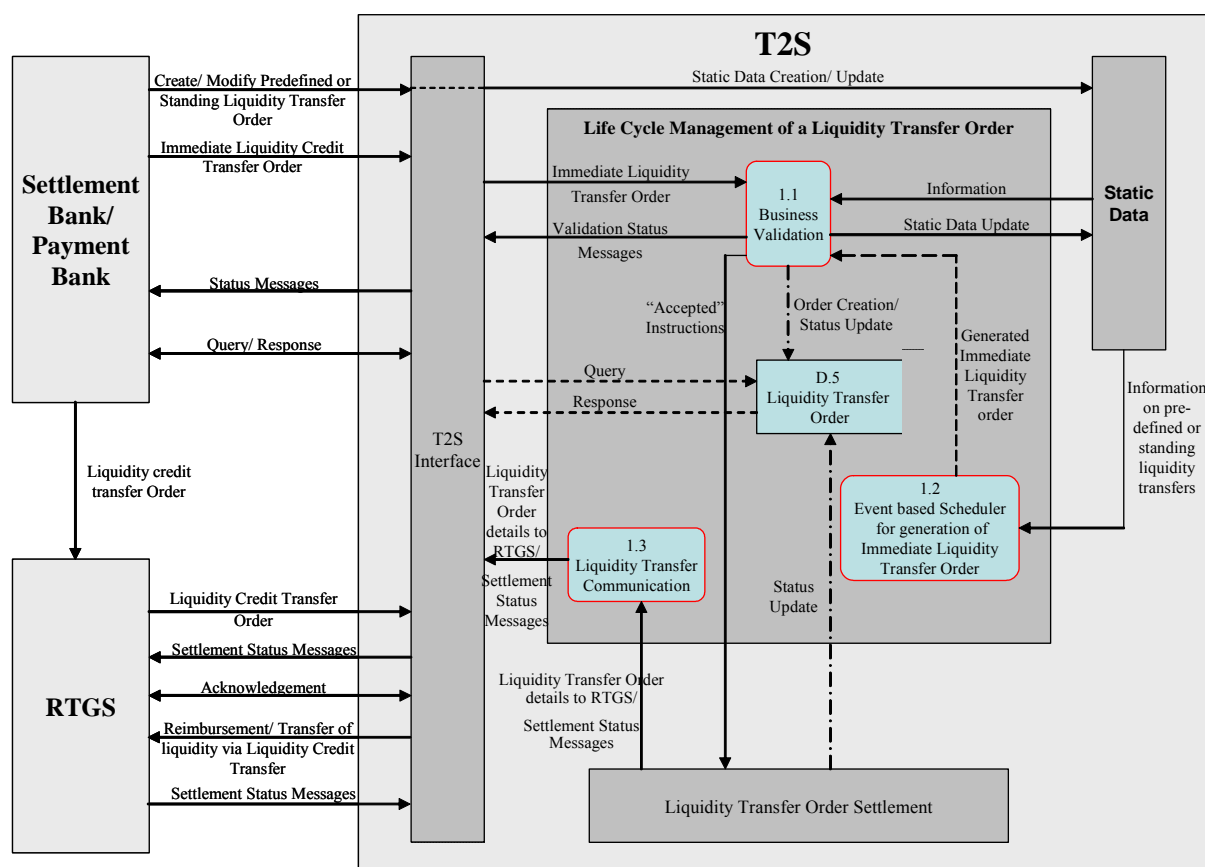 T2S
Settlement
Bank/
Payment
Bank
Create/ Modify Predefined or
Standing Liquidity Transfer
Order
Immediate Liquidity Credit
Transfer Order
Status Messages
Query/ Response
Liquidity credit
transfer Order
RTGS
Liquidity Credit Transfer
Order
Settlement Status Messages
Acknowledgement
Reimbursement/ Transfer of
liquidity via Liquidity Credit
Transfer
Settlement Status Messages
T2S
Interface
Static Data Creation/ Update
Life Cycle Management of a Liquidity Transfer Order
Immediate Liquidity
Transfer Order
Validation Status
Messages
1.1
Business
Validation
Information
Static Data Update
Static
Data
“Accepted”
Instructions
Order Creation/
Status Update
Generated
Immediate
Liquidity
Transfer
order
Query
Response
D.5
Liquidity Transfer
Order
Information
on pre-
defined or
standing
liquidity
transfers
Liquidity
Transfer
Order
details to
RTGS/
Settlement
Status
Messages
1.3
Liquidity Transfer
Communication
1.2
Event based Scheduler
for generation of
Immediate Liquidity
Transfer Order
Status
Update
Liquidity Transfer Order
details to RTGS/
Settlement Status
Messages
Liquidity Transfer Order Settlement